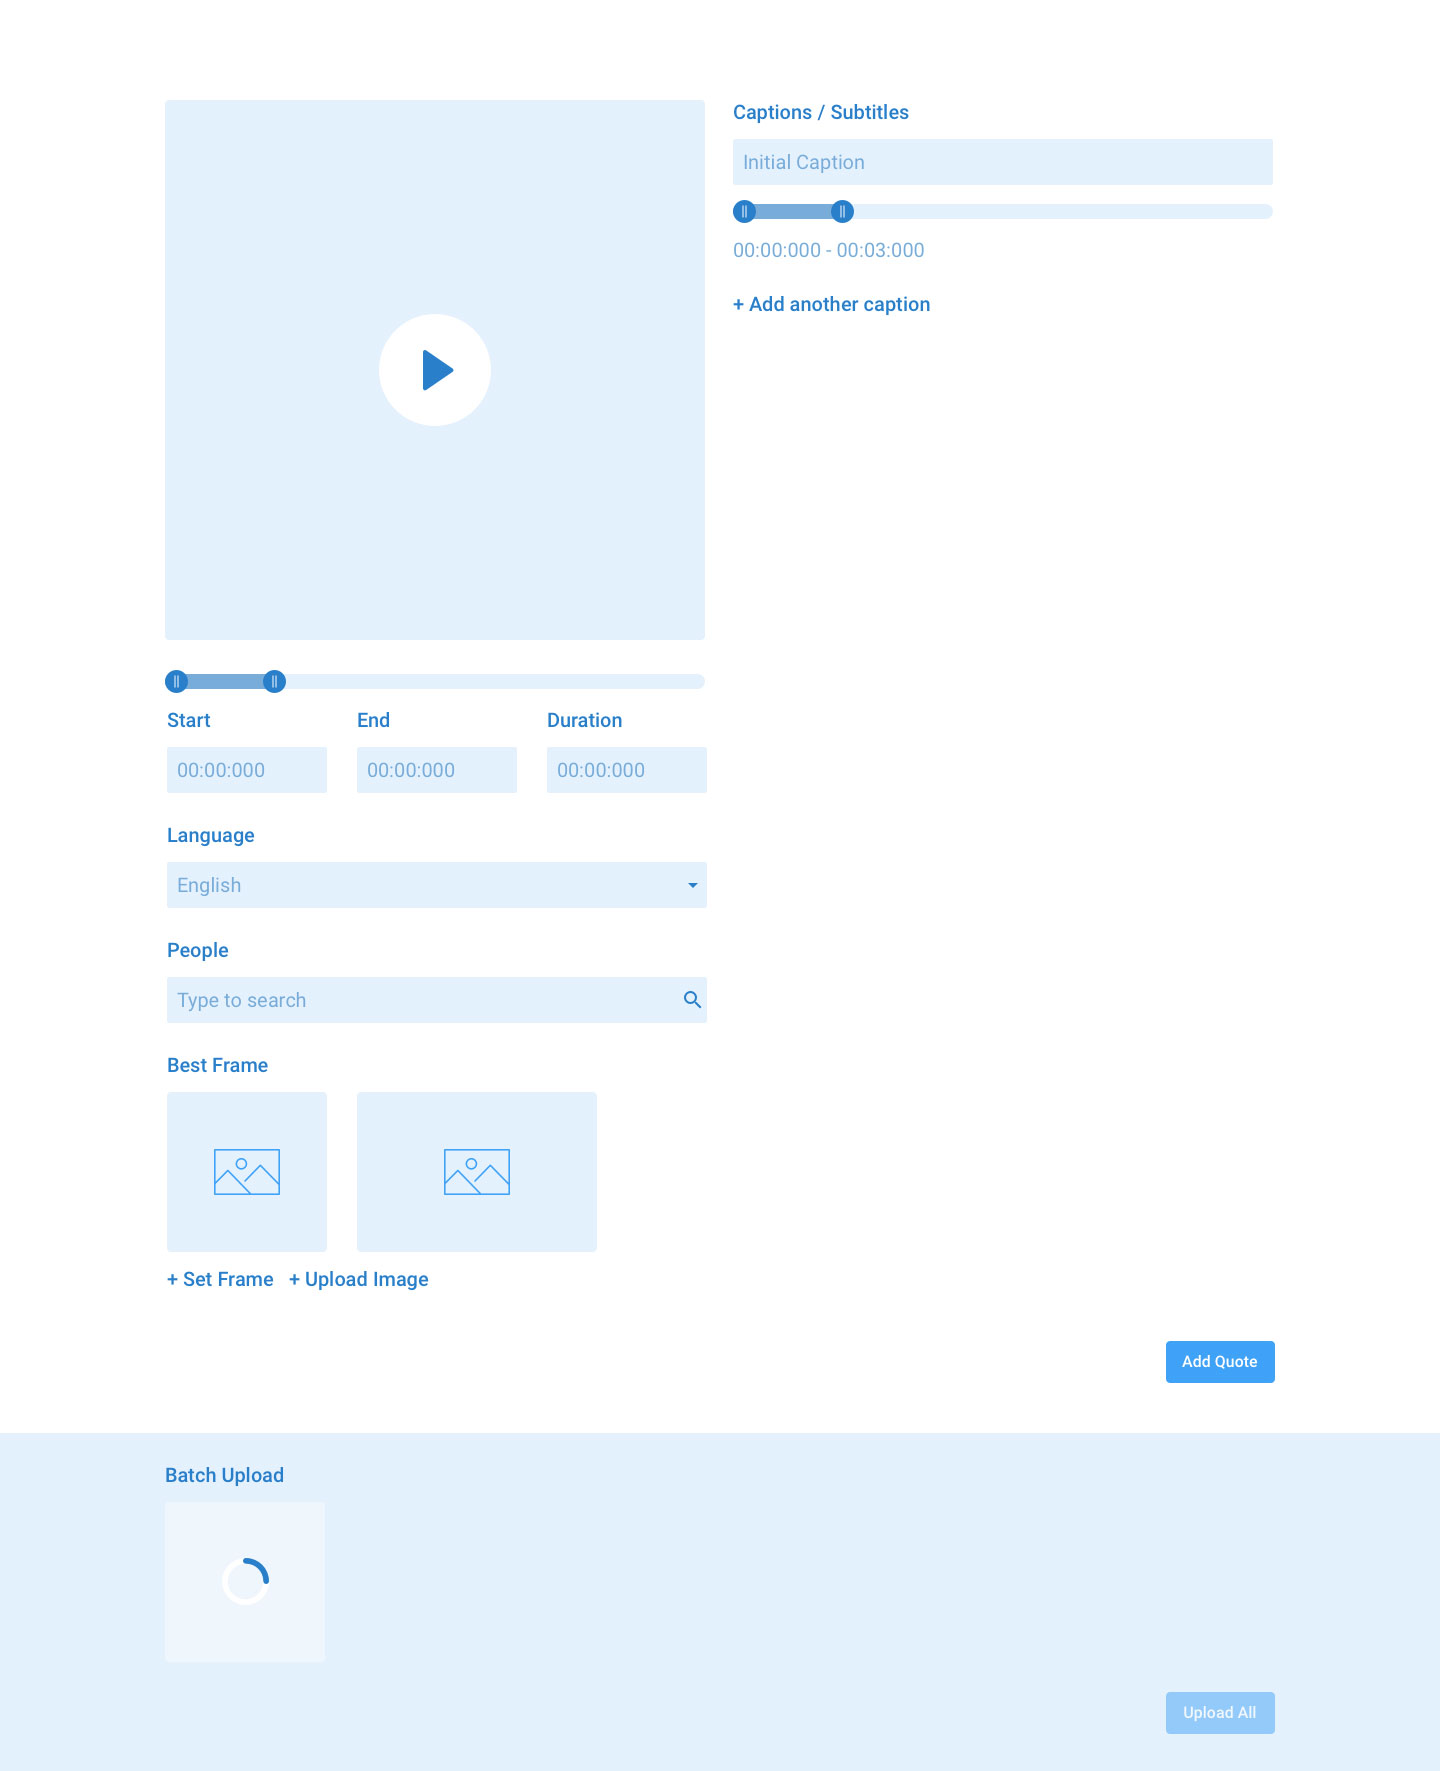 Captions / Subtitles
Initial Caption
00:00:000 - 00:03:000
+ Add another caption
Start End Duration
00:00:000 00:00:000 00:00:000
Language
English
People
Type to search
Best Frame
+ Set Frame + Upload Image
Add Quote
Batch Upload
Upload All